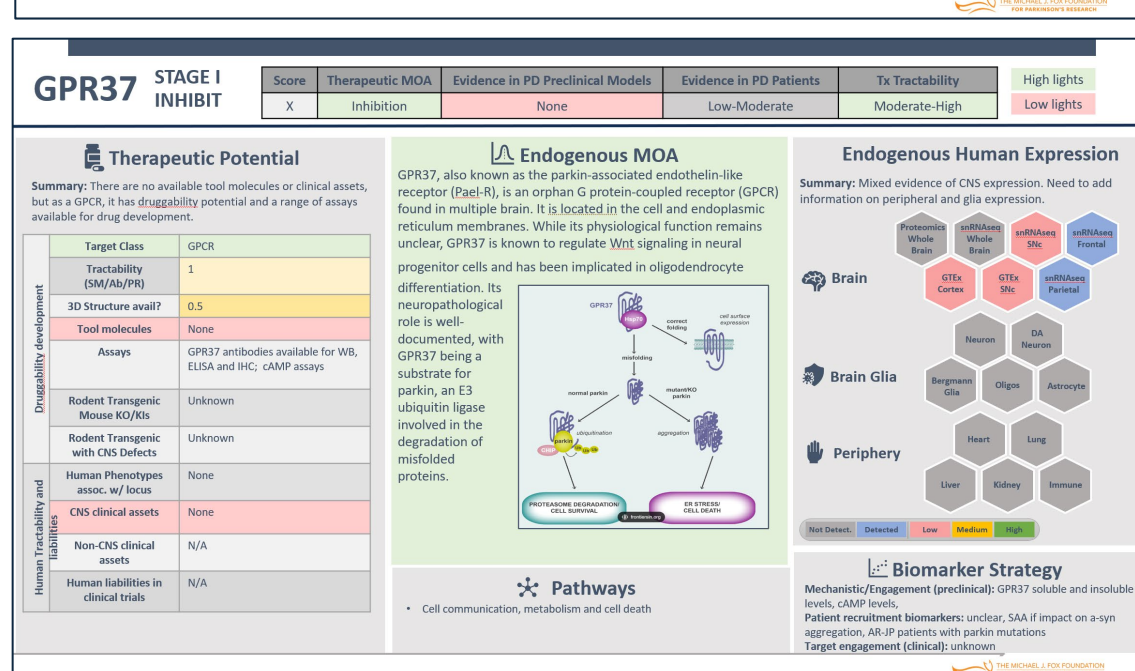 THE MICHAEL J. FOX FOUNDATION
FOR PARKINSON'S RESEARCH
GPR37
STAGE I
INHIBIT
Score Therapeutic MOA Evidence in PD Preclinical Models Evidence in PD Patients Tx Tractability
X Inhibition None Low-Moderate Moderate-High
High lights
Low lights
Therapeutic Potential
Summary: There are no available tool molecules or clinical assets,
but as a GPCR, it has druggability potential and a range of assays
available for drug development.
Druggability development
Target Class GPCR
Tractability
(SM/Ab/PR)
1
3D Structure avail? 0.5
Tool molecules None
Assays
GPR37 antibodies available for WB,
ELISA and IHC; cAMP assays
Rodent Transgenic
Mouse KO/KIs
Unknown
Rodent Transgenic
with CNS Defects
Unknown
Human Tractability and
liabilities
Human Phenotypes
assoc. w/ locus
None
CNS clinical assets None
Non-CNS clinical
assets
N/A
Human liabilities in
clinical trials
N/A
Endogenous MOA
GPR37, also known as the parkin-associated endothelin-like
receptor (Pael-R), is an orphan G protein-coupled receptor (GPCR)
found in multiple brain. It is located in the cell and endoplasmic
reticulum membranes. While its physiological function remains
unclear, GPR37 is known to regulate Wnt signaling in neural
progenitor cells and has been implicated in oligodendrocyte
differentiation. Its
neuropathological
role is well-
documented, with
GPR37 being a
substrate for
parkin, an E3
ubiquitin ligase
involved in the
degradation of
misfolded
proteins.
GPR37
Hsp70
correct
folding
cell surface
expression
misfolding
normal parkin
mutant/KO
parkin
parkin
CHIP
ubiquitination
Ub Ub Ub
aggregation
PROTEASOME DEGRADATION/
CELL SURVIVAL
ER STRESS/
CELL DEATH
frontiersin.org
Pathways
• Cell communication, metabolism and cell death
Endogenous Human Expression
Summary: Mixed evidence of CNS expression. Need to add
information on peripheral and glia expression.
Brain
Proteomics
Whole
Brain
snRNAseq
Whole
Brain
snRNAseq
SNc
snRNAseq
Frontal
GTEx
Cortex
GTEx
SNc
snRNAseq
Parietal
Brain Glia
Neuron
DA
Neuron
Bergmann
Glia
Oligos
Astrocyte
Periphery
Heart
Lung
Liver
Kidney
Immune
Not Detect. Detected Low Medium High
Biomarker Strategy
Mechanistic/Engagement (preclinical): GPR37 soluble and insoluble
levels, cAMP levels,
Patient recruitment biomarkers: unclear, SAA if impact on a-syn
aggregation, AR-JP patients with parkin mutations
Target engagement (clinical): unknown
THE MICHAEL J. FOX FOUNDATION
FOR PARKINSON'S RESEARCH